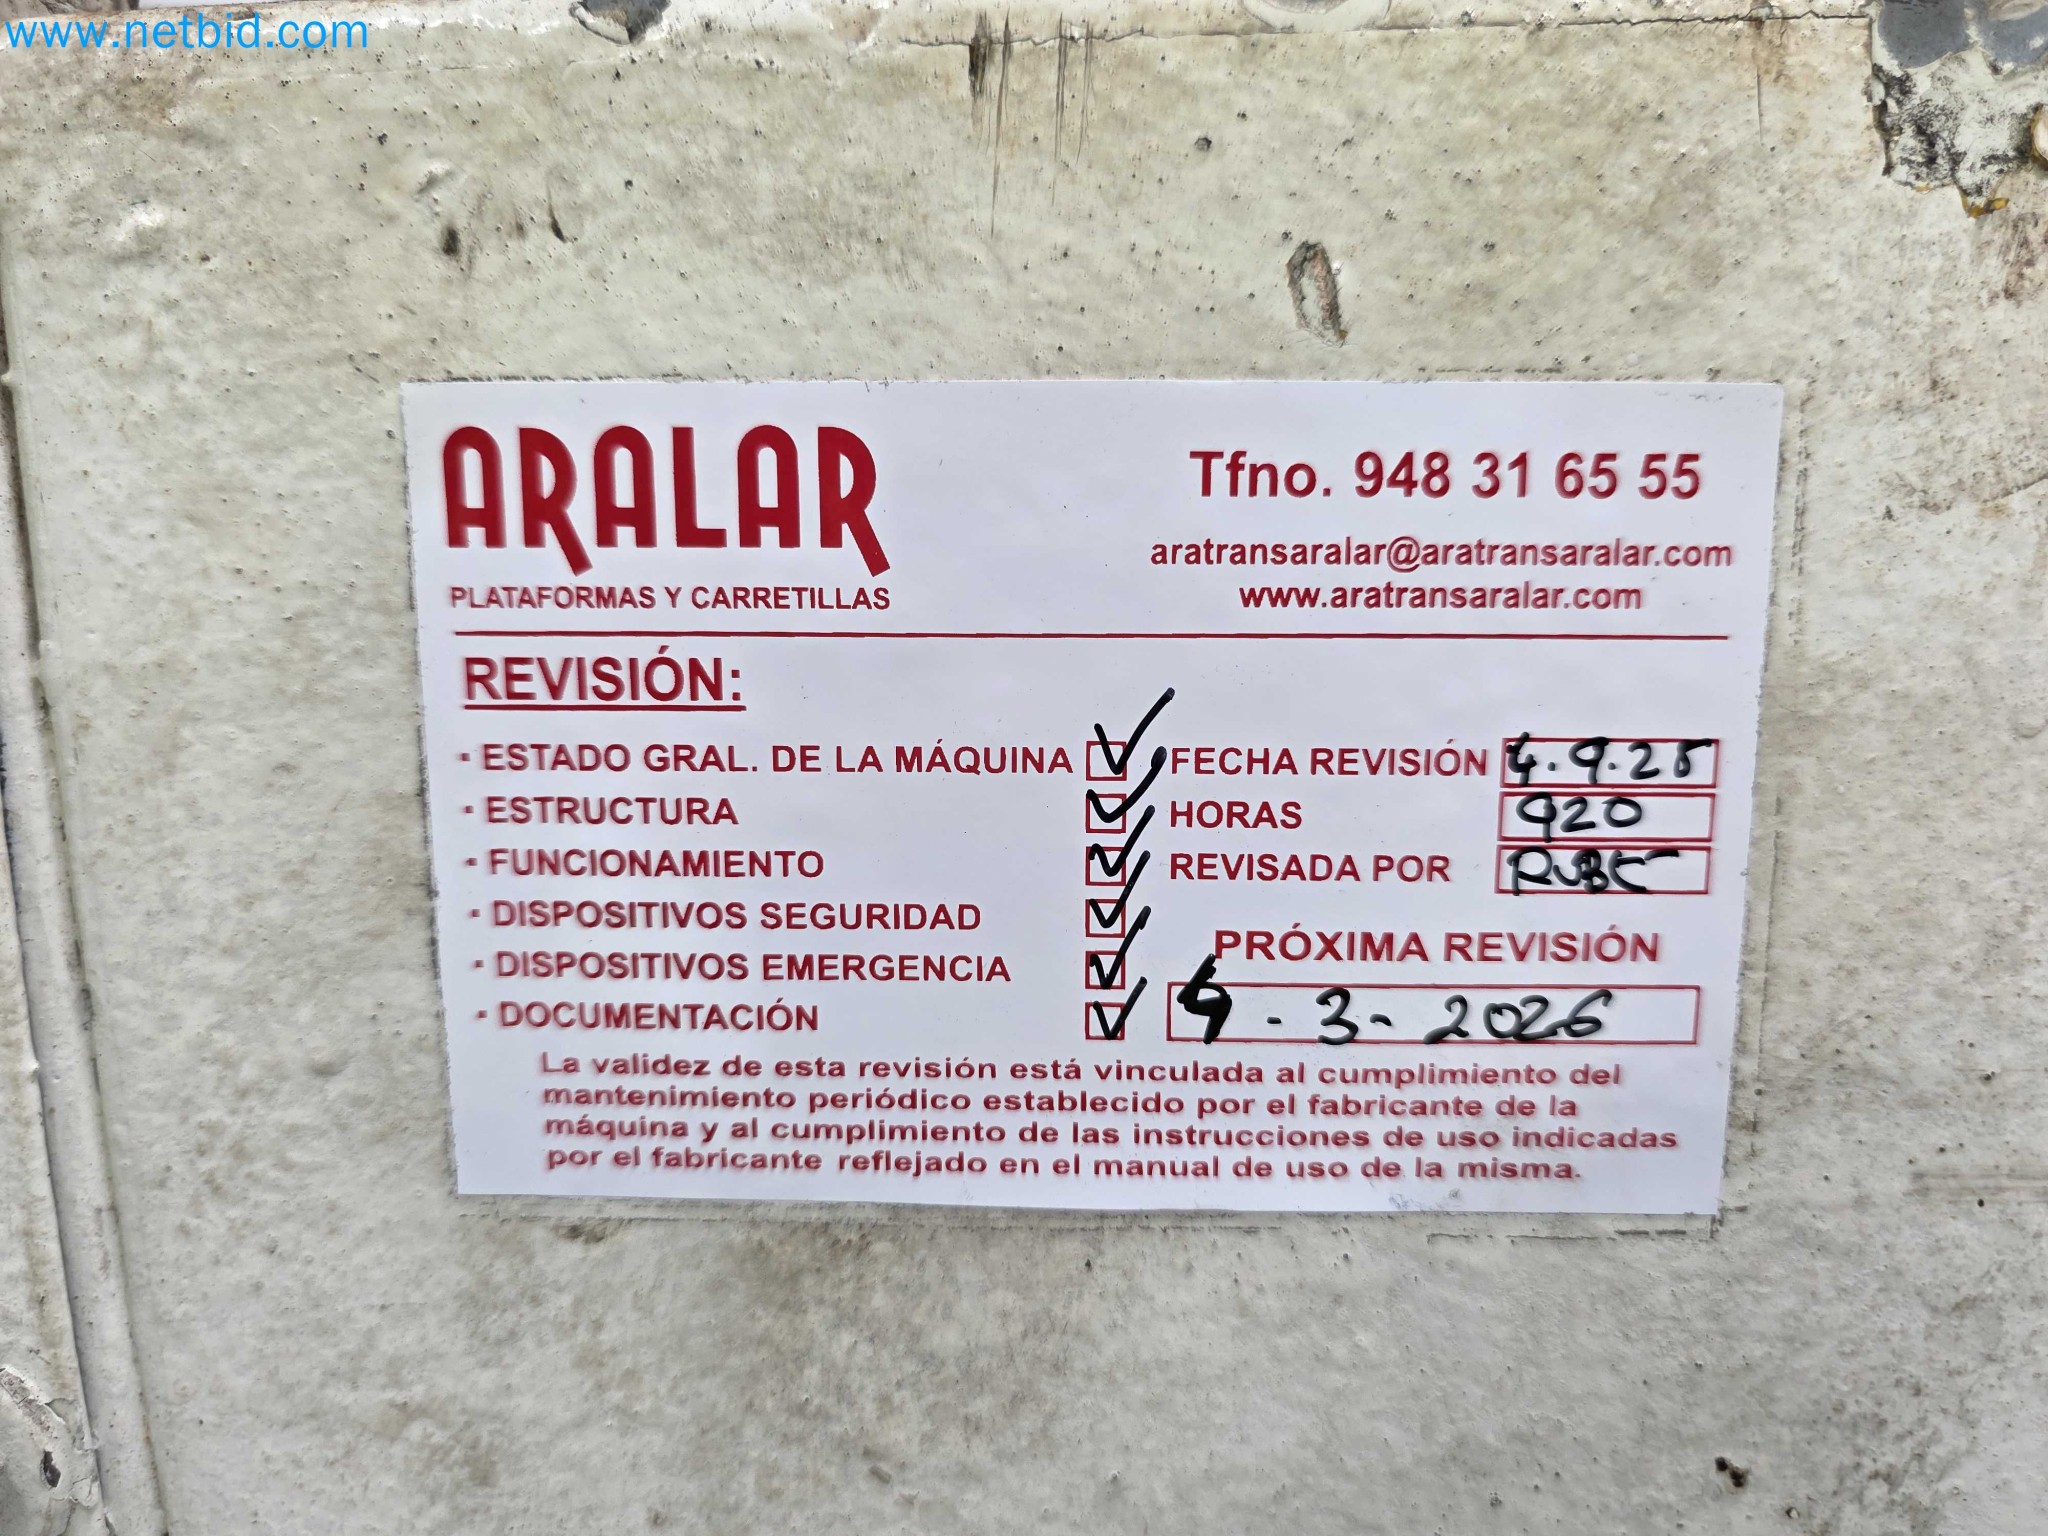 www.netbid.com
ARALAR
PLATAFORMAS Y CARRETILLAS
Tfno. 948 31 65 55
aratransaralar@aratransaralar.com
www.aratransaralar.com
REVISIÓN:
· ESTADO GRAL. DE LA MÁQUINA
· ESTRUCTURA
· FUNCIONAMIENTO
· DISPOSITIVOS SEGURIDAD
· DISPOSITIVOS EMERGENCIA
· DOCUMENTACIÓN
FECHA REVISIÓN 4.9.25
HORAS 920
REVISADA POR
PRÓXIMA REVISIÓN
4 - 3 - 2026
La validez de esta revisión está vinculada al cumplimiento del
mantenimiento periódico establecido por el fabricante de la
máquina y al cumplimiento de las instrucciones de uso indicadas
por el fabricante reflejado en el manual de uso de la misma.